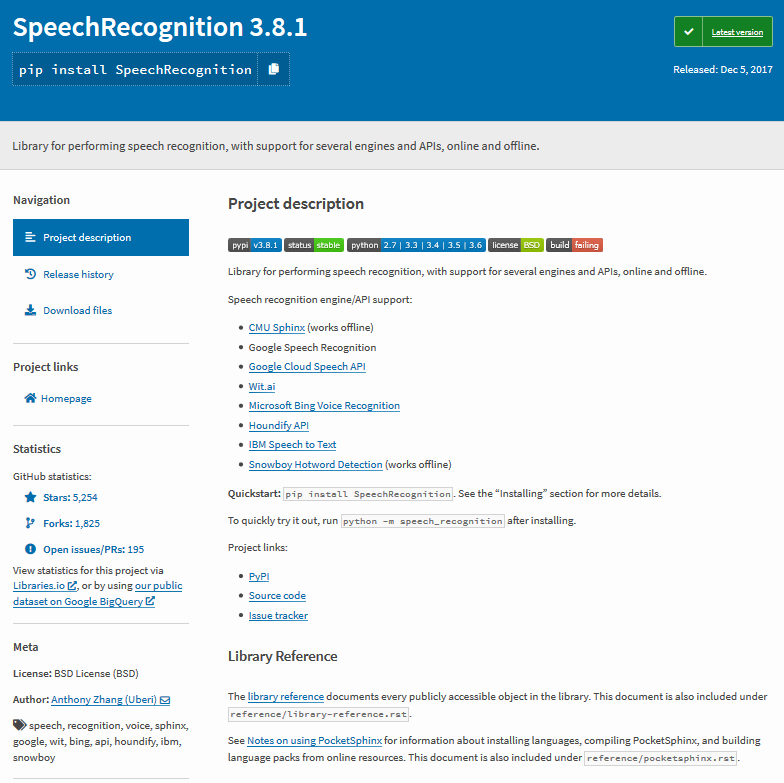 SpeechRecognition 3.8.1
pip install SpeechRecognition
Latest version
Released: Dec 5, 2017
Library for performing speech recognition, with support for several engines and APIs, online and offline.
Navigation
Project description
Release history
Download files
Project links
Homepage
Statistics
GitHub statistics:
Stars: 5,254
Forks: 1,825
Open issues/PRs: 195
View statistics for this project via
Libraries.io, or by using our public
dataset on Google BigQuery
Meta
License: BSD License (BSD)
Author: Anthony Zhang (Uberi)
speech, recognition, voice, sphinx,
google, wit, bing, api, houndify, ibm,
snowboy
Project description
pypi v3.8.1 status stable python 2.7 | 3.3 | 3.4 | 3.5 | 3.6 license BSD build failing
Library for performing speech recognition, with support for several engines and APIs, online and offline.
Speech recognition engine/API support:
• CMU Sphinx (works offline)
• Google Speech Recognition
• Google Cloud Speech API
• Wit.ai
• Microsoft Bing Voice Recognition
• Houndify API
• IBM Speech to Text
• Snowboy Hotword Detection (works offline)
Quickstart: pip install SpeechRecognition. See the “Installing” section for more details.
To quickly try it out, run python -m speech_recognition after installing.
Project links:
• PyPI
• Source code
• Issue tracker
Library Reference
The library reference documents every publicly accessible object in the library. This document is also included under
reference/library-reference.rst.
See Notes on using PocketSphinx for information about installing languages, compiling PocketSphinx, and building
language packs from online resources. This document is also included under reference/pocketsphinx.rst.